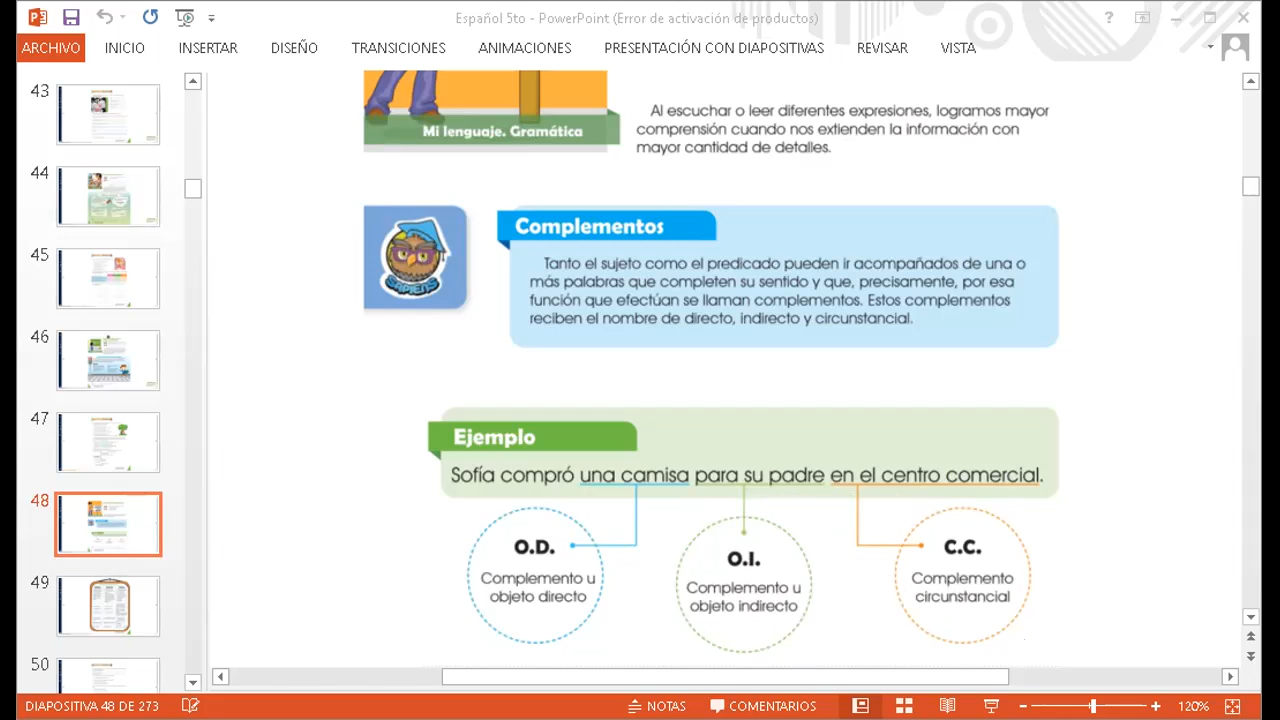 Español 5to - PowerPoint (Error de activación de productos)
ARCHIVO INICIO INSERTAR DISEÑO TRANSICIONES ANIMACIONES PRESENTACIÓN CON DIAPOSITIVAS REVISAR VISTA
43
44
45
46
47
48
49
50
Mi lenguaje. Gramática
Al escuchar o leer diferentes expresiones, logramos mayor
comprensión cuando nos extienden la información con
mayor cantidad de detalles.
SAPIENS
Complementos
Tanto el sujeto como el predicado pueden ir acompañados de una o
más palabras que completen su sentido y que, precisamente, por esa
función que efectúan se llaman complementos. Estos complementos
reciben el nombre de directo, indirecto y circunstancial.
Ejemplo
Sofía compró una camisa para su padre en el centro comercial.
O.D.
Complemento u
objeto directo
O.I.
Complemento u
objeto indirecto
C.C.
Complemento
circunstancial
DIAPOSITIVA 48 DE 273 NOTAS COMENTARIOS 120%